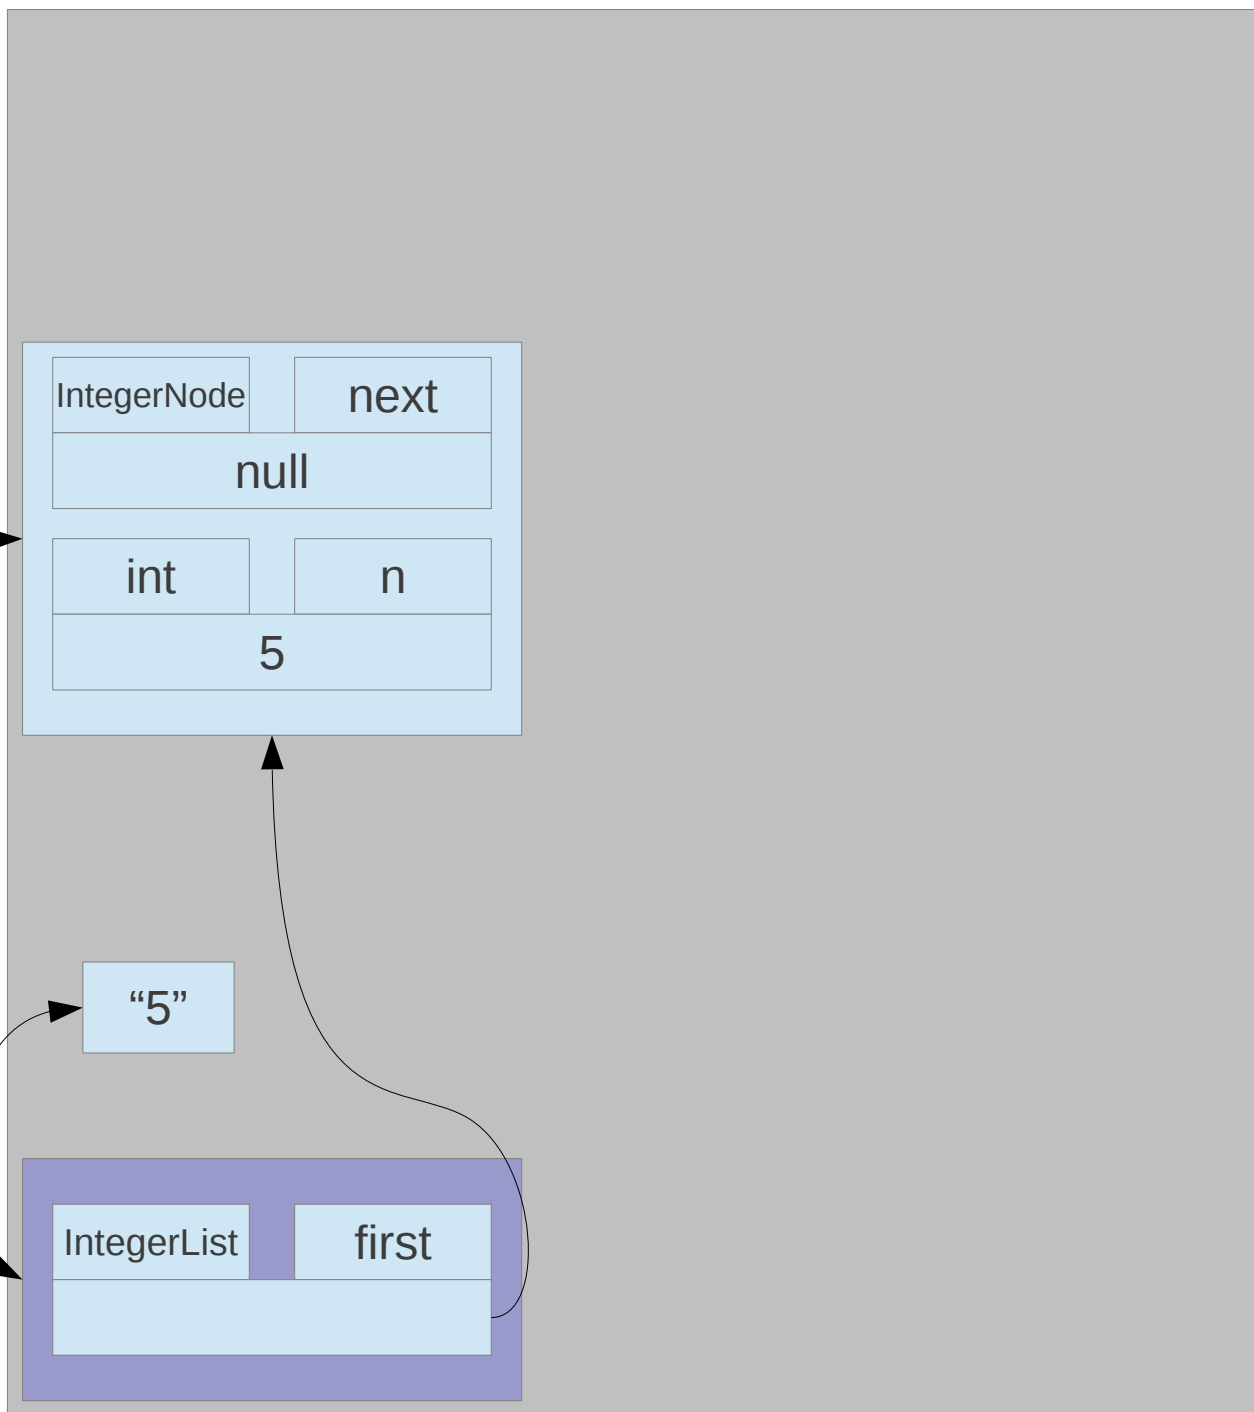 IntegerNode next
null
int n
5
“5”
IntegerList first